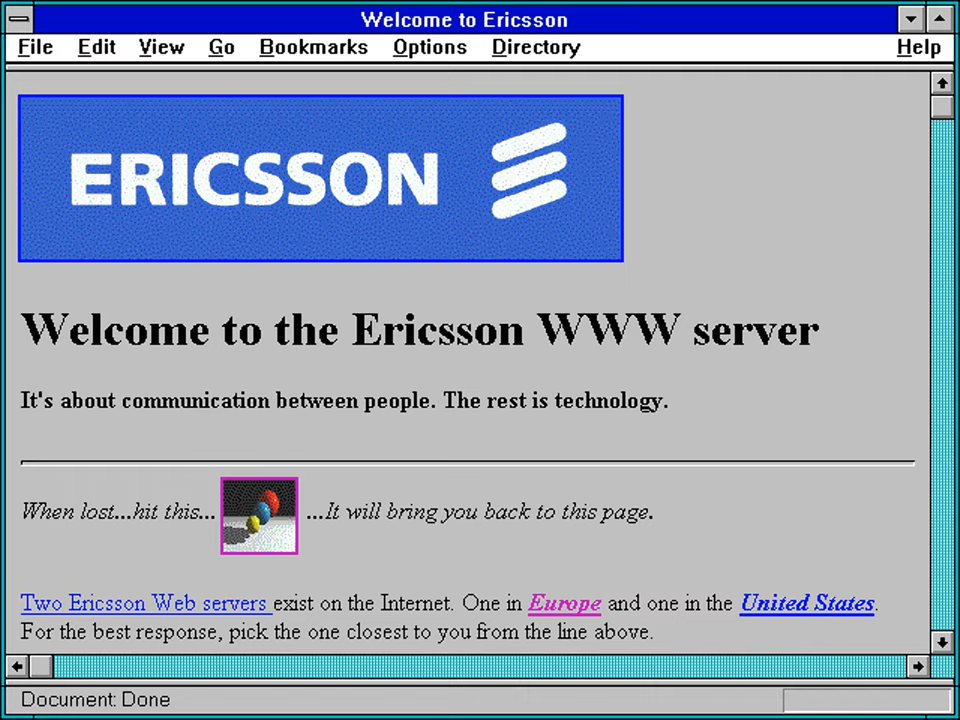 Welcome to Ericsson
File Edit View Go Bookmarks Options Directory Help
ERICSSON
Welcome to the Ericsson WWW server
It's about communication between people. The rest is technology.
When lost...hit this... ...It will bring you back to this page.
Two Ericsson Web servers exist on the Internet. One in Europe and one in the United States.
For the best response, pick the one closest to you from the line above.
Document: Done